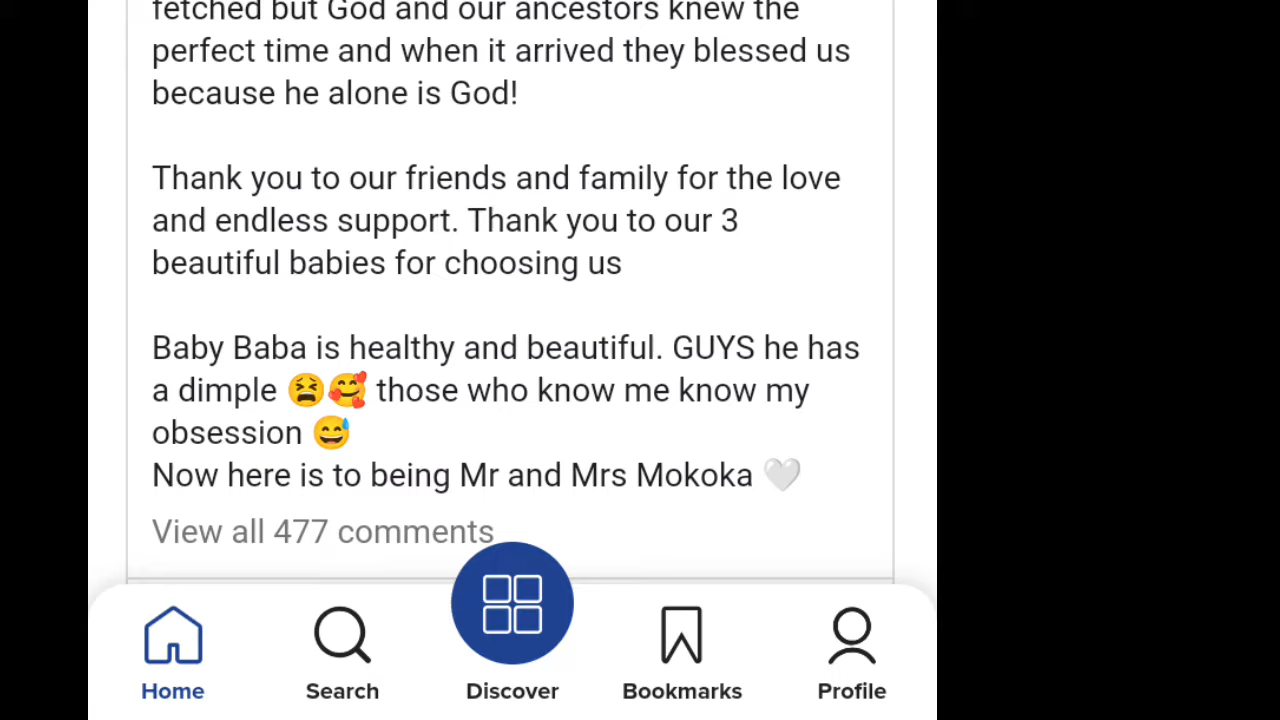 fetched but God and our ancestors knew the
perfect time and when it arrived they blessed us
because he alone is God!
Thank you to our friends and family for the love
and endless support. Thank you to our 3
beautiful babies for choosing us
Baby Baba is healthy and beautiful. GUYS he has
a dimple 😫🥰 those who know me know my
obsession 😅
Now here is to being Mr and Mrs Mokoka 🤍
View all 477 comments
Home Search Discover Bookmarks Profile